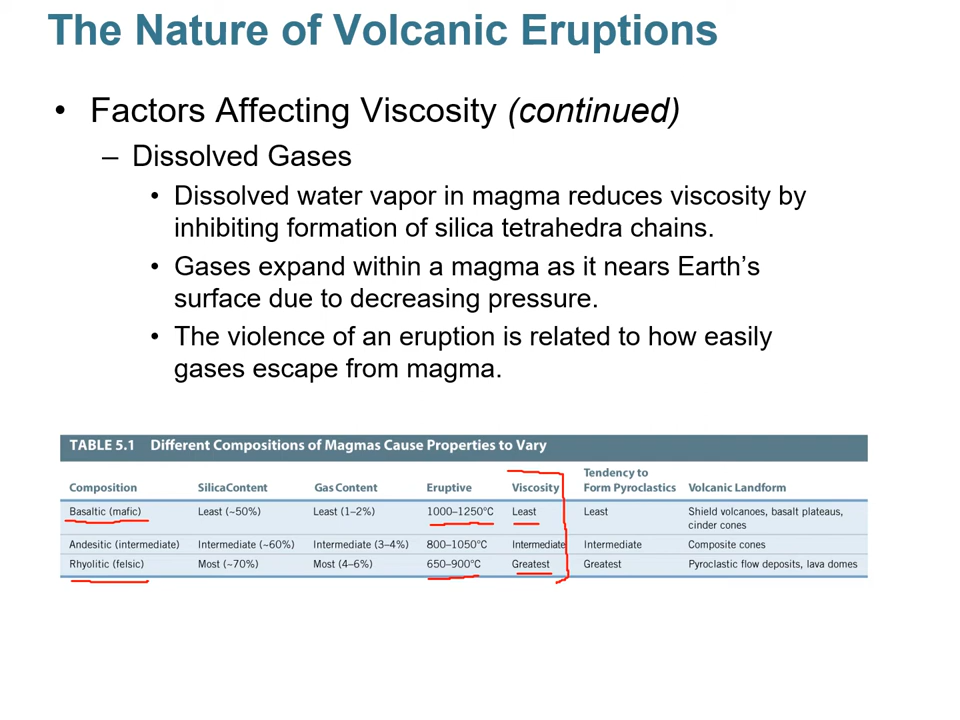 The Nature of Volcanic Eruptions
• Factors Affecting Viscosity (continued)
– Dissolved Gases
• Dissolved water vapor in magma reduces viscosity by
inhibiting formation of silica tetrahedra chains.
• Gases expand within a magma as it nears Earth's
surface due to decreasing pressure.
• The violence of an eruption is related to how easily
gases escape from magma.
TABLE 5.1 Different Compositions of Magmas Cause Properties to Vary
Composition SilicaContent Gas Content Eruptive Viscosity Tendency to Form Pyroclastics Volcanic Landform
Basaltic (mafic) Least (~50%) Least (1–2%) 1000–1250°C Least Least Shield volcanoes, basalt plateaus,
cinder cones
Andesitic (intermediate) Intermediate (~60%) Intermediate (3–4%) 800–1050°C Intermediate Intermediate Composite cones
Rhyolitic (felsic) Most (~70%) Most (4–6%) 650–900°C Greatest Greatest Pyroclastic flow deposits, lava domes